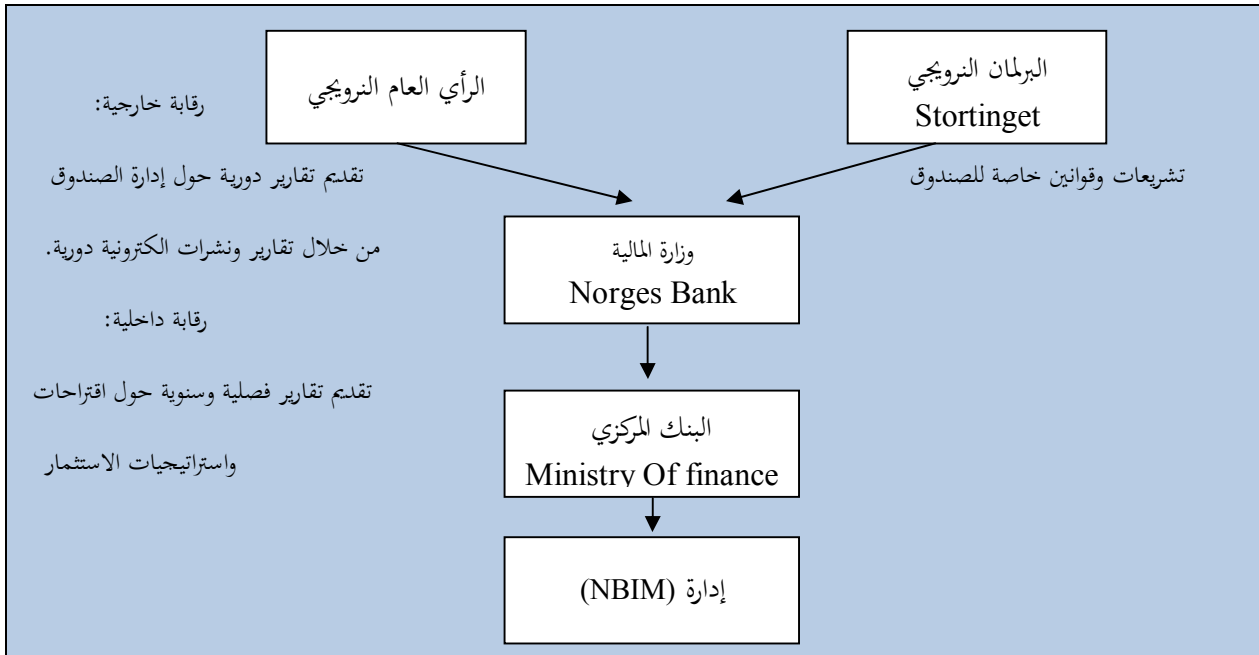 البرلمان النرويجي
Stortinget
الرأي العام النرويجي
رقابة خارجية:
تشريعات وقوانين خاصة للصندوق
تقديم تقارير دورية حول إدارة الصندوق
من خلال تقارير ونشرات الكترونية دورية.
وزارة المالية
Norges Bank
رقابة داخلية:
تقديم تقارير فصلية وسنوية حول اقتراحات
واستراتيجيات الاستثمار
البنك المركزي
Ministry Of finance
إدارة (NBIM)